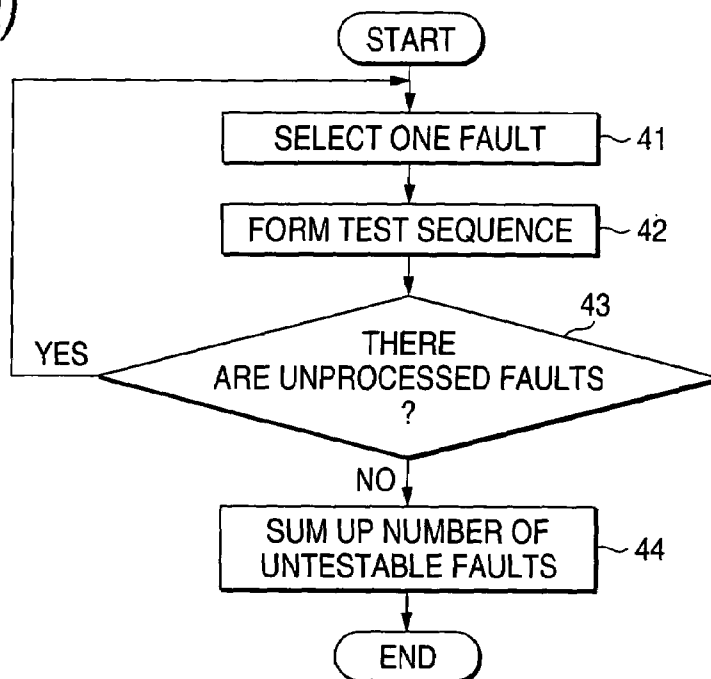 )
START
SELECT ONE FAULT
41
FORM TEST SEQUENCE
42
43
THERE
ARE UNPROCESSED FAULTS
?
YES
NO
SUM UP NUMBER OF
UNTESTABLE FAULTS
44
END